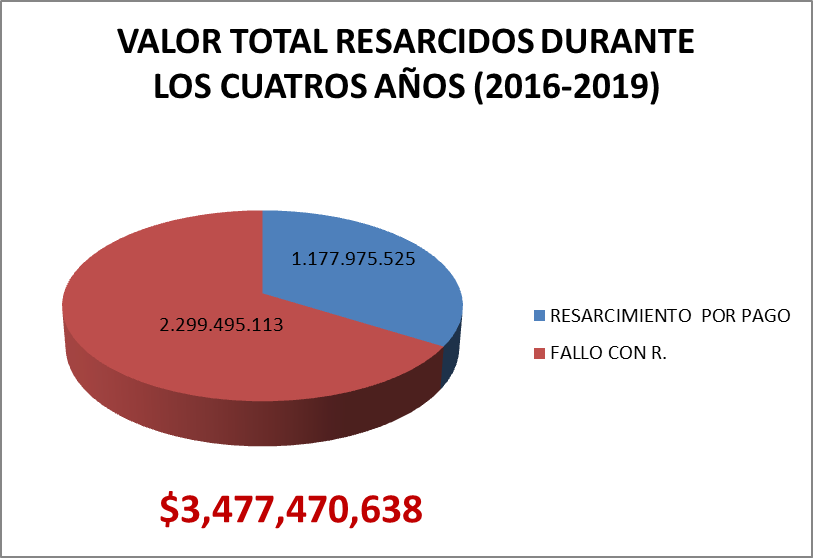 VALOR TOTAL RESARCIDOS DURANTE
LOS CUATROS AÑOS (2016-2019)
1.177.975.525
2.299.495.113
RESARCIMIENTO POR PAGO
FALLO CON R.
$3,477,470,638